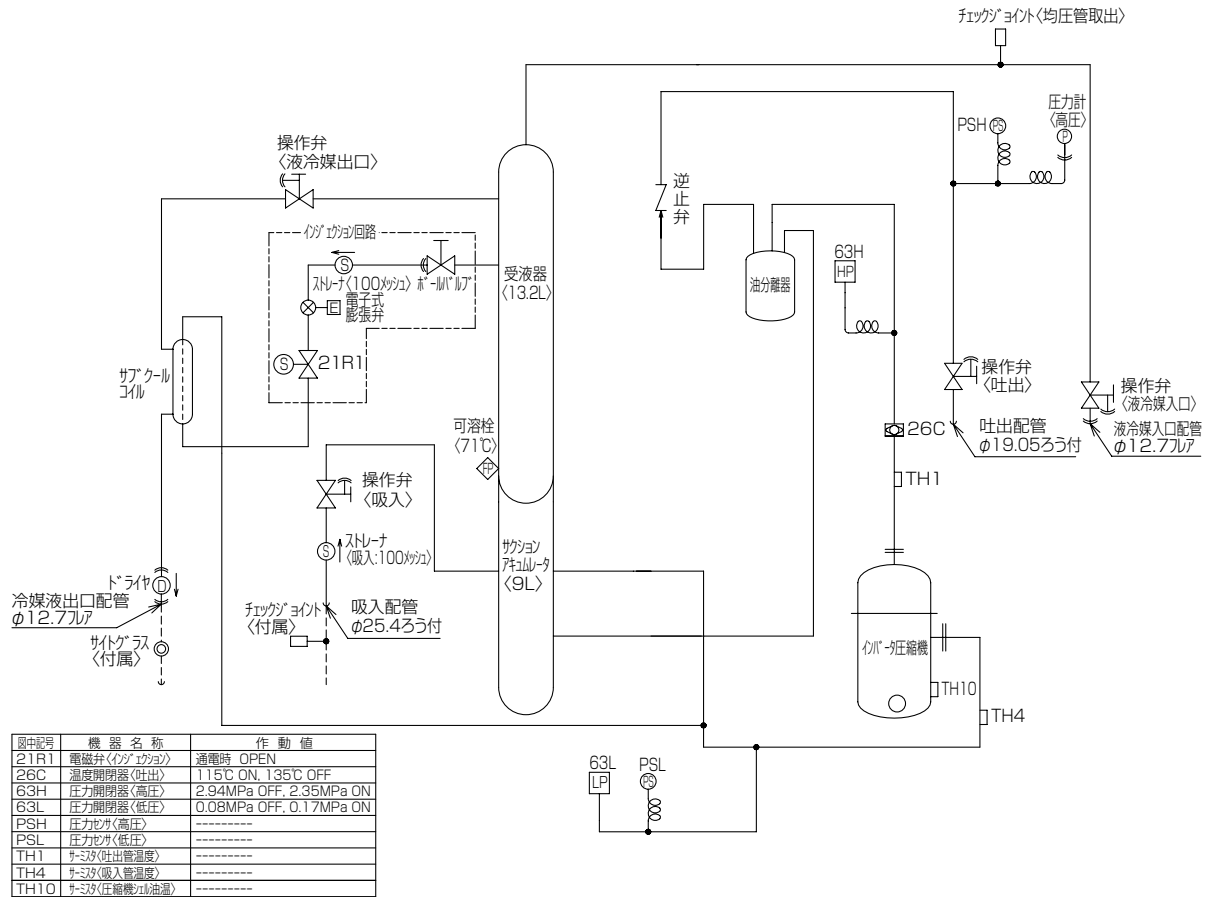 チェックジョイント〈均圧管取出〉
圧力計
〈高圧〉
PSH
PS
P
操作弁
〈液冷媒出口〉
逆止弁
インジェクション回路
63H
HP
S
ストレーナ〈100メッシュ〉
ボールバルブ
受液器
〈13.2L〉
油分離器
電子式
膨張弁
E
S
21R1
操作弁
〈吐出〉
操作弁
〈液冷媒入口〉
サブクール
コイル
可溶栓
〈71℃〉
FP
26C
吐出配管
φ19.05ろう付
液冷媒入口配管
φ12.7フレア
TH1
操作弁
〈吸入〉
S
ストレーナ
〈吸入:100メッシュ〉
サクション
アキュムレータ
〈9L〉
ドライヤ
D
冷媒液出口配管
φ12.7フレア
チェックジョイント
〈付属〉
吸入配管
φ25.4ろう付
サイトグラス
〈付属〉
インバータ圧縮機
TH10
TH4
63L
LP
PSL
PS
図中記号 機器名称 作動値
21R1 電磁弁〈インジェクション〉 通電時 OPEN
26C 温度開閉器〈吐出〉 115℃ ON, 135℃ OFF
63H 圧力開閉器〈高圧〉 2.94MPa OFF, 2.35MPa ON
63L 圧力開閉器〈低圧〉 0.08MPa OFF, 0.17MPa ON
PSH 圧力センサ〈高圧〉 ---------
PSL 圧力センサ〈低圧〉 ---------
TH1 サーミスタ〈吐出管温度〉 ---------
TH4 サーミスタ〈吸入管温度〉 ---------
TH10 サーミスタ〈圧縮機シェル油温〉 ---------